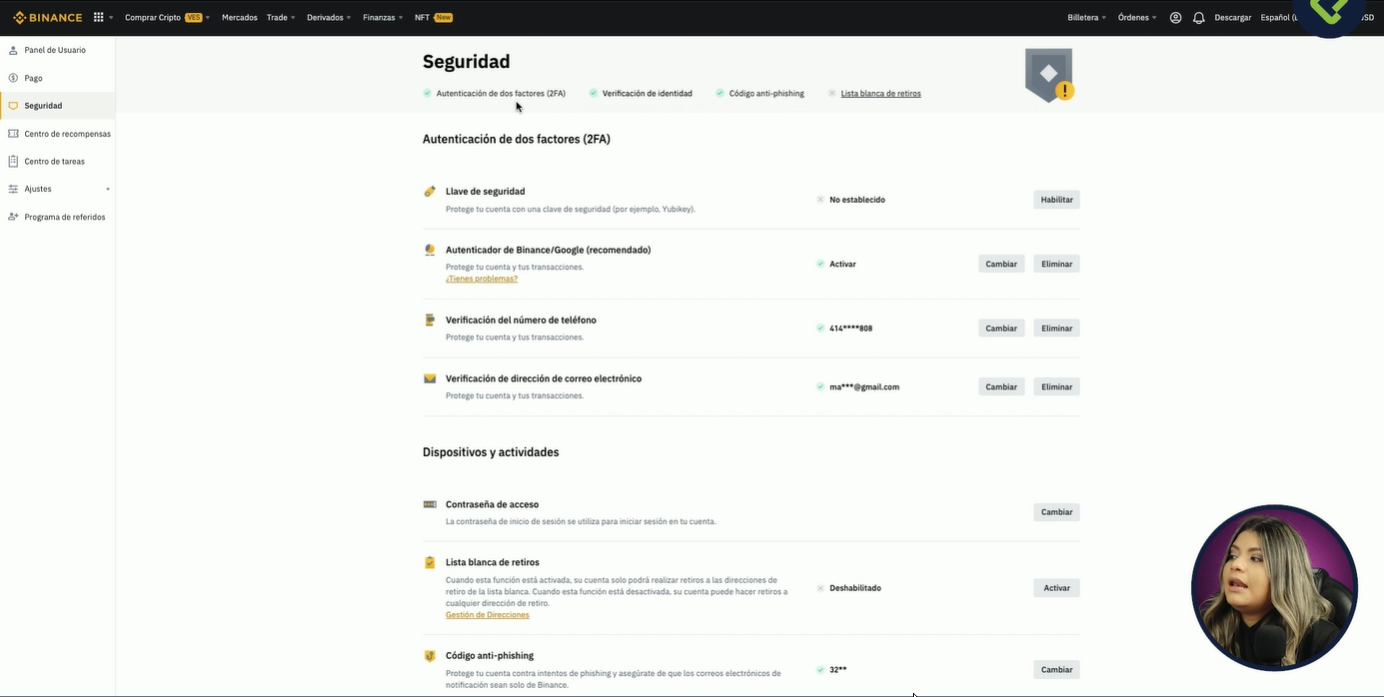 BINANCE
Comprar Cripto VES
Mercados
Trade
Derivados
Finanzas
NFT New
Billetera
Órdenes
Descargar
Español
SD
Panel de Usuario
Pago
Seguridad
Centro de recompensas
Centro de tareas
Ajustes
Programa de referidos
Seguridad
Autenticación de dos factores (2FA)
Verificación de identidad
Código anti-phishing
Lista blanca de retiros
Autenticación de dos factores (2FA)
Llave de seguridad
Protege tu cuenta con una clave de seguridad (por ejemplo, Yubikey).
No establecido
Habilitar
Autenticador de Binance/Google (recomendado)
Protege tu cuenta y tus transacciones.
¿Tienes problemas?
Activar
Cambiar
Eliminar
Verificación del número de teléfono
Protege tu cuenta y tus transacciones.
414****808
Cambiar
Eliminar
Verificación de dirección de correo electrónico
Protege tu cuenta y tus transacciones.
ma***@gmail.com
Cambiar
Eliminar
Dispositivos y actividades
Contraseña de acceso
La contraseña de inicio de sesión se utiliza para iniciar sesión en tu cuenta.
Cambiar
Lista blanca de retiros
Cuando esta función está activada, su cuenta solo podrá realizar retiros a las direcciones de
retiro de la lista blanca. Cuando esta función está desactivada, su cuenta puede hacer retiros a
cualquier dirección de retiro.
Gestión de Direcciones
Deshabilitado
Activar
Código anti-phishing
Protege tu cuenta contra intentos de phishing y asegúrate de que los correos electrónicos de
notificación sean solo de Binance.
32**
Cambiar